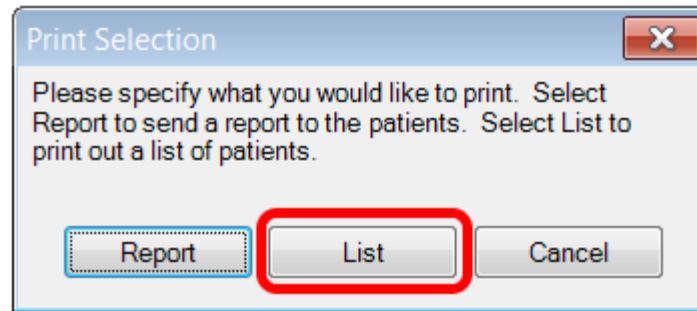 Print Selection
Please specify what you would like to print.  Select
Report to send a report to the patients.  Select List to
print out a list of patients.
Report
List
Cancel